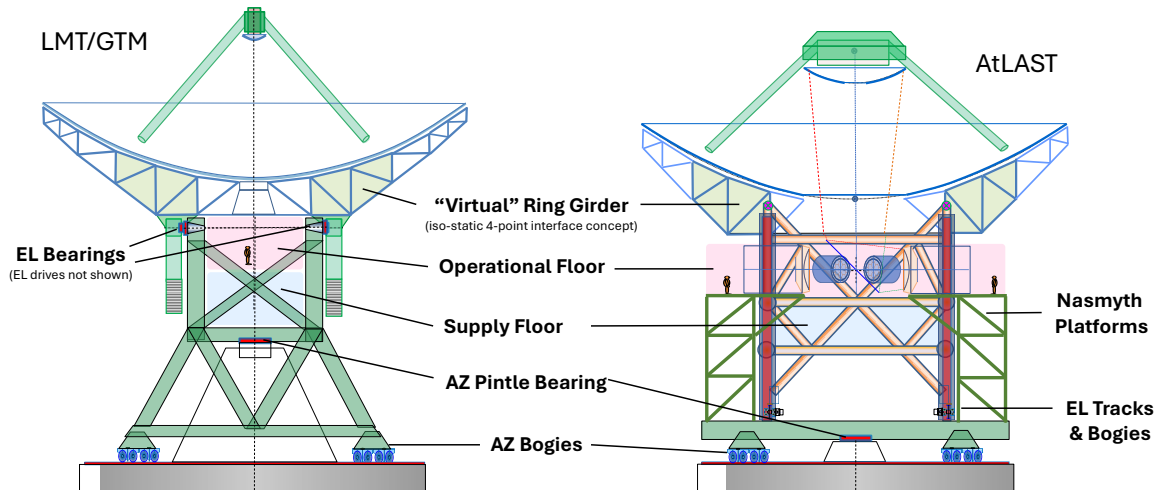 LMT/GTM
AtLAST
“Virtual” Ring Girder
(iso-static 4-point interface concept)
EL Bearings
(EL drives not shown)
Operational Floor
Supply Floor
Nasmyth
Platforms
AZ Pintle Bearing
EL Tracks
& Bogies
AZ Bogies